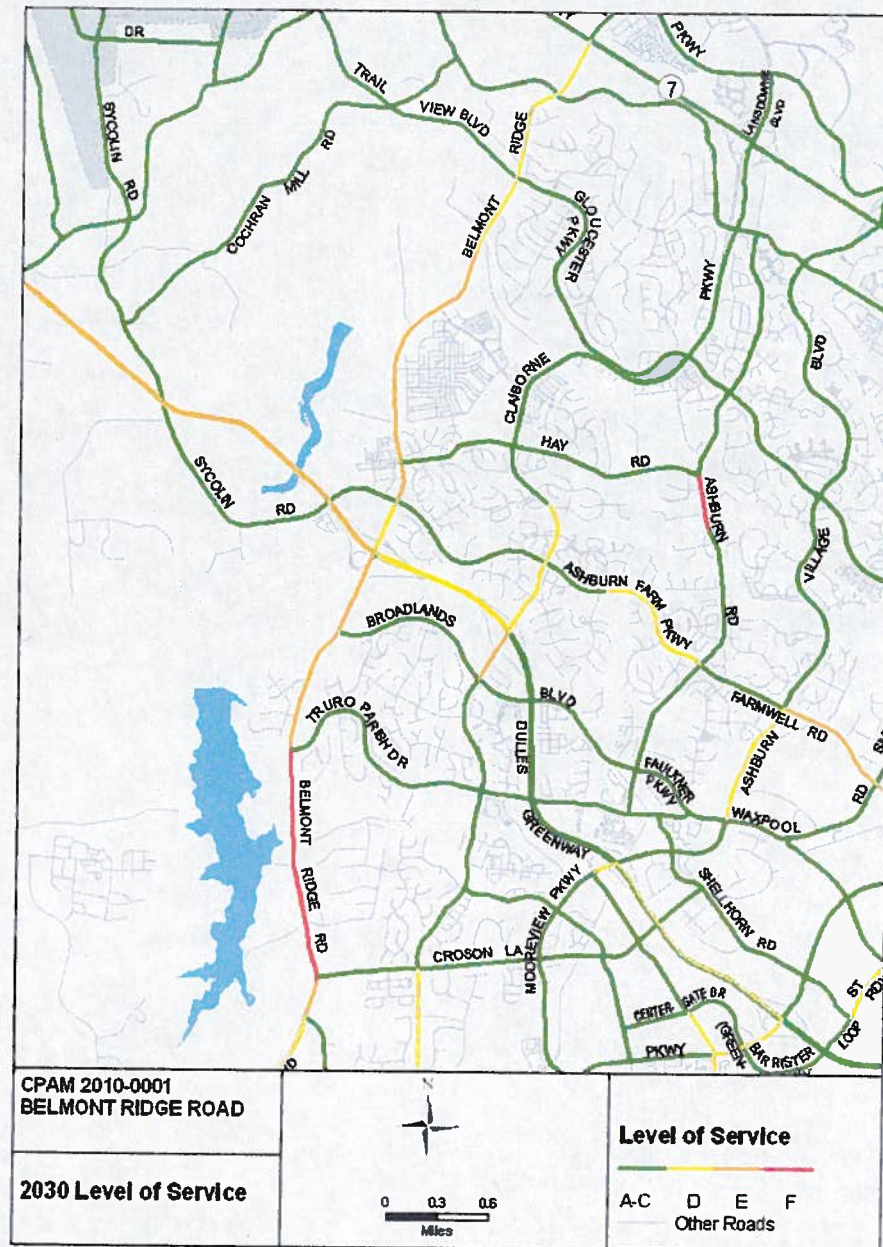 DR
PKWY
SYCOLIN
RD
TRAIL
VIEW BLVD
7
LANSDOWNE
BLVD
RIDGE
BELMONT
COCHRAN
TWY
RD
GLOUCESTER
PKWY
PKWY
BLVD
CLAIBORNE
HAY
RD
ASHBURN
RD
SYCOLIN
RD
VILLAGE
ASHBURN FARM PKWY
BROADLANDS
BLVD
TRURO PARISH DR
DULLES
GREENWAY
FARMWELL RD
ASHBURN
FAULKNER
PKWY
WAXPOOL
RD
BELMONT
RIDGE
RD
SHELLHORN
RD
MOOREVIEW
PKWY
CROSON LA
CENTER GATE DR
PKWY
BARRISTER
ST
LOOP
CPAM 2010-0001
BELMONT RIDGE ROAD
2030 Level of Service
N
0 0.3 0.6
Miles
Level of Service
A-C D E F
Other Roads